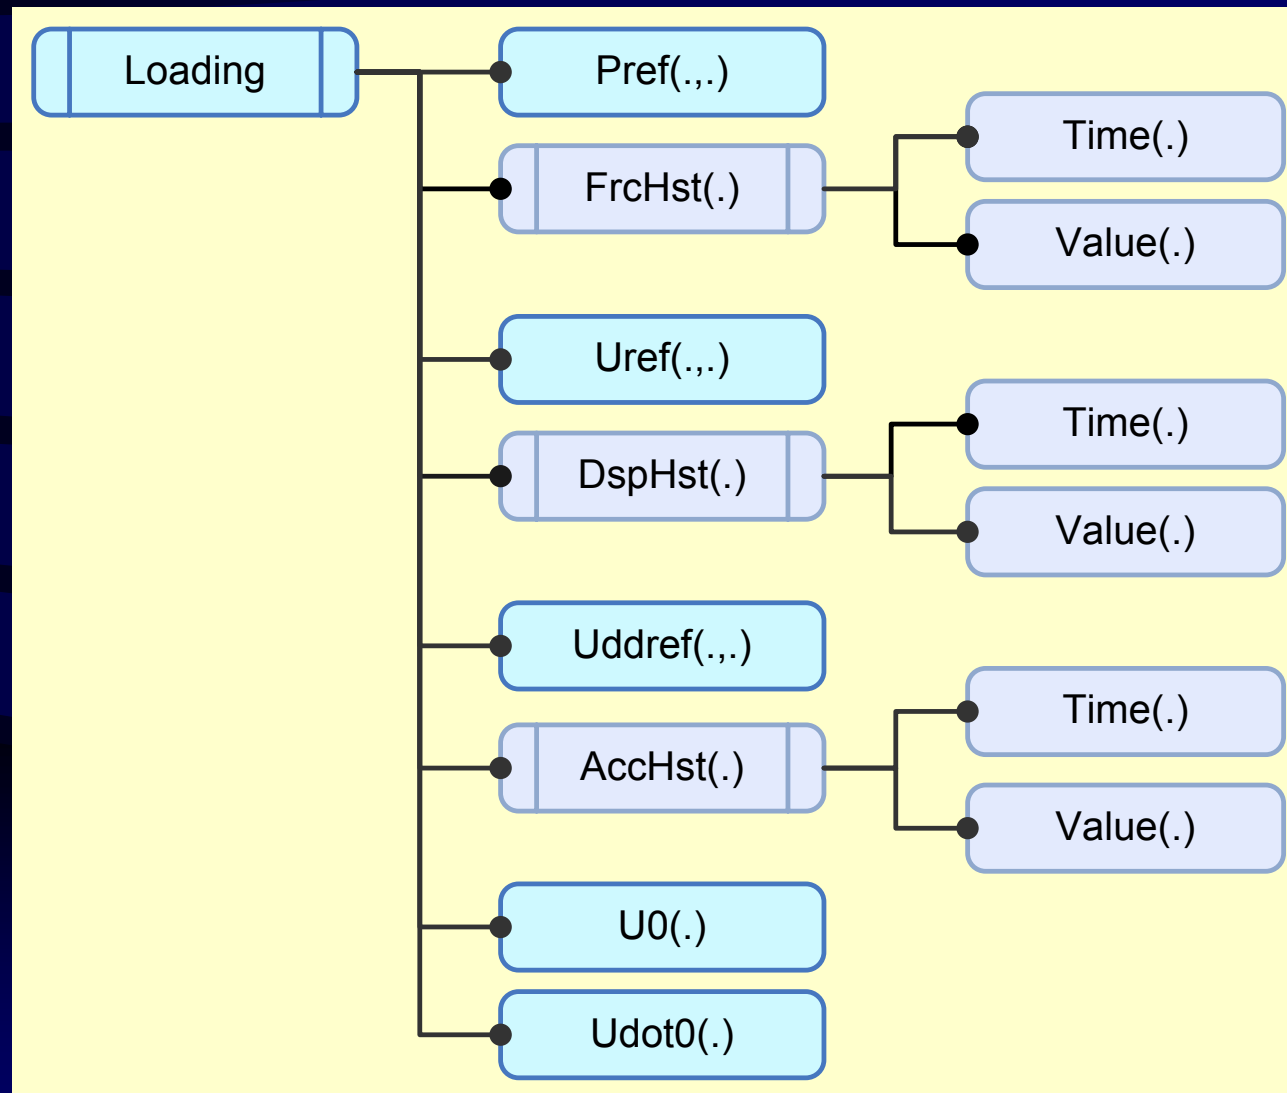 Loading
Pref(.,.)
FrcHst(.)
Time(.)
Value(.)
Uref(.,.)
DspHst(.)
Time(.)
Value(.)
Uddref(.,.)
AccHst(.)
Time(.)
Value(.)
U0(.)
Udot0(.)